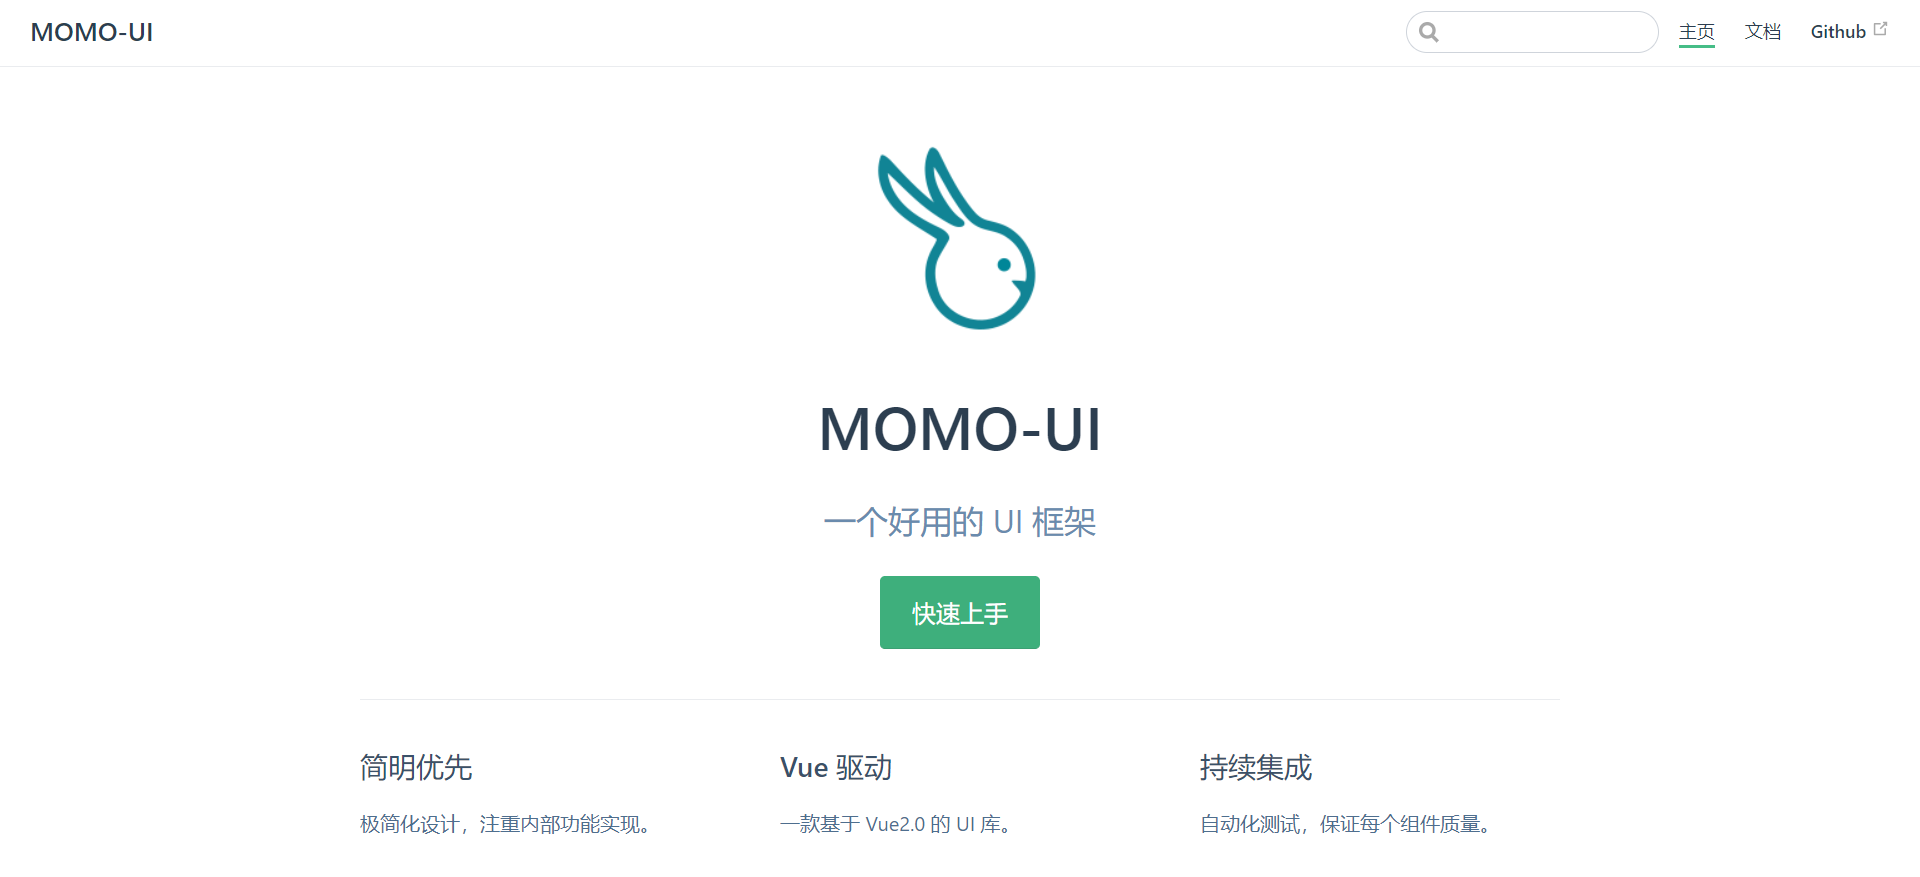 MOMO-UI
主页 文档 Github
MOMO-UI
一个好用的 UI 框架
快速上手
简明优先 Vue 驱动 持续集成
极简化设计，注重内部功能实现。 一款基于 Vue2.0 的 UI 库。 自动化测试，保证每个组件质量。